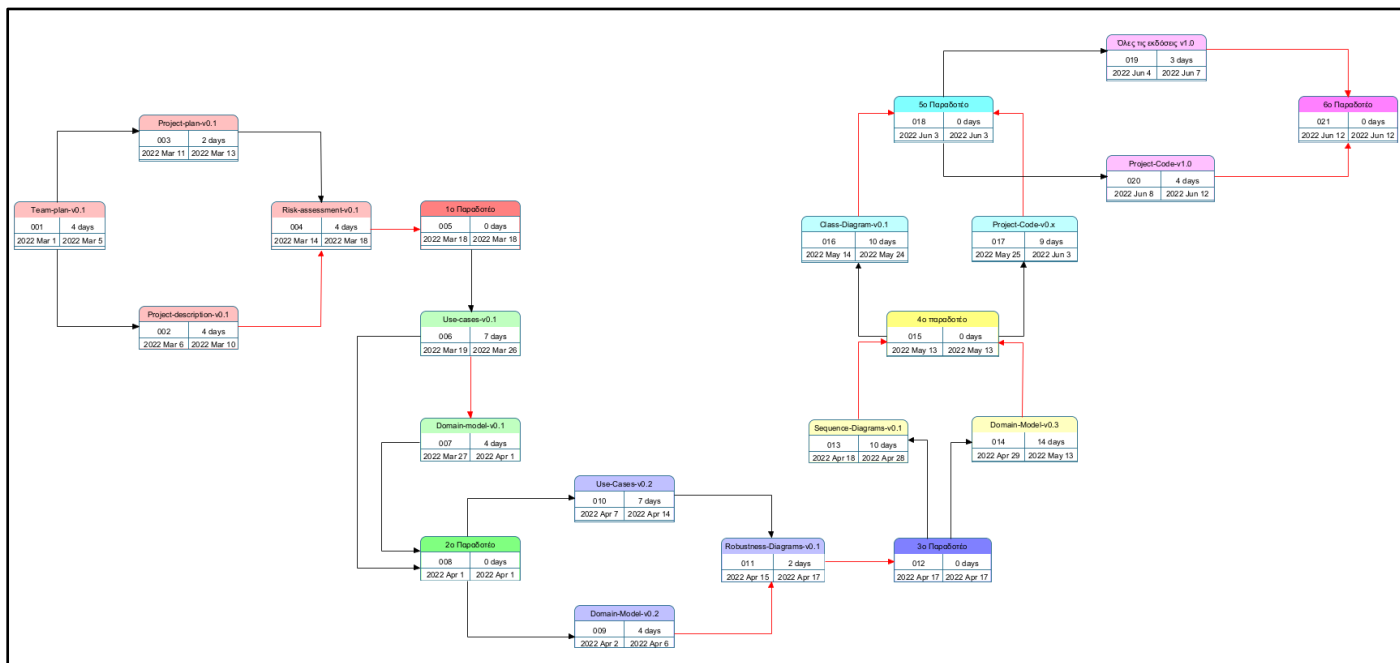 Team-plan-v0.1
001 4 days
2022 Mar 1 2022 Mar 5
Project-plan-v0.1
003 2 days
2022 Mar 11 2022 Mar 13
Project-description-v0.1
002 4 days
2022 Mar 6 2022 Mar 10
Risk-assessment-v0.1
004 4 days
2022 Mar 14 2022 Mar 18
1ο Παραδοτέο
005 0 days
2022 Mar 18 2022 Mar 18
Use-cases-v0.1
006 7 days
2022 Mar 19 2022 Mar 26
Domain-model-v0.1
007 4 days
2022 Mar 27 2022 Apr 1
2ο Παραδοτέο
008 0 days
2022 Apr 1 2022 Apr 1
Use-Cases-v0.2
010 7 days
2022 Apr 7 2022 Apr 14
Domain-Model-v0.2
009 4 days
2022 Apr 2 2022 Apr 6
Robustness-Diagrams-v0.1
011 2 days
2022 Apr 15 2022 Apr 17
3ο Παραδοτέο
012 0 days
2022 Apr 17 2022 Apr 17
Sequence-Diagrams-v0.1
013 10 days
2022 Apr 18 2022 Apr 28
Domain-Model-v0.3
014 14 days
2022 Apr 29 2022 May 13
4ο παραδοτέο
015 0 days
2022 May 13 2022 May 13
Class-Diagram-v0.1
016 10 days
2022 May 14 2022 May 24
Project-Code-v0.x
017 9 days
2022 May 25 2022 Jun 3
5ο Παραδοτέο
018 0 days
2022 Jun 3 2022 Jun 3
Όλες τις εκδόσεις v1.0
019 3 days
2022 Jun 4 2022 Jun 7
Project-Code-v1.0
020 4 days
2022 Jun 8 2022 Jun 12
6ο Παραδοτέο
021 0 days
2022 Jun 12 2022 Jun 12